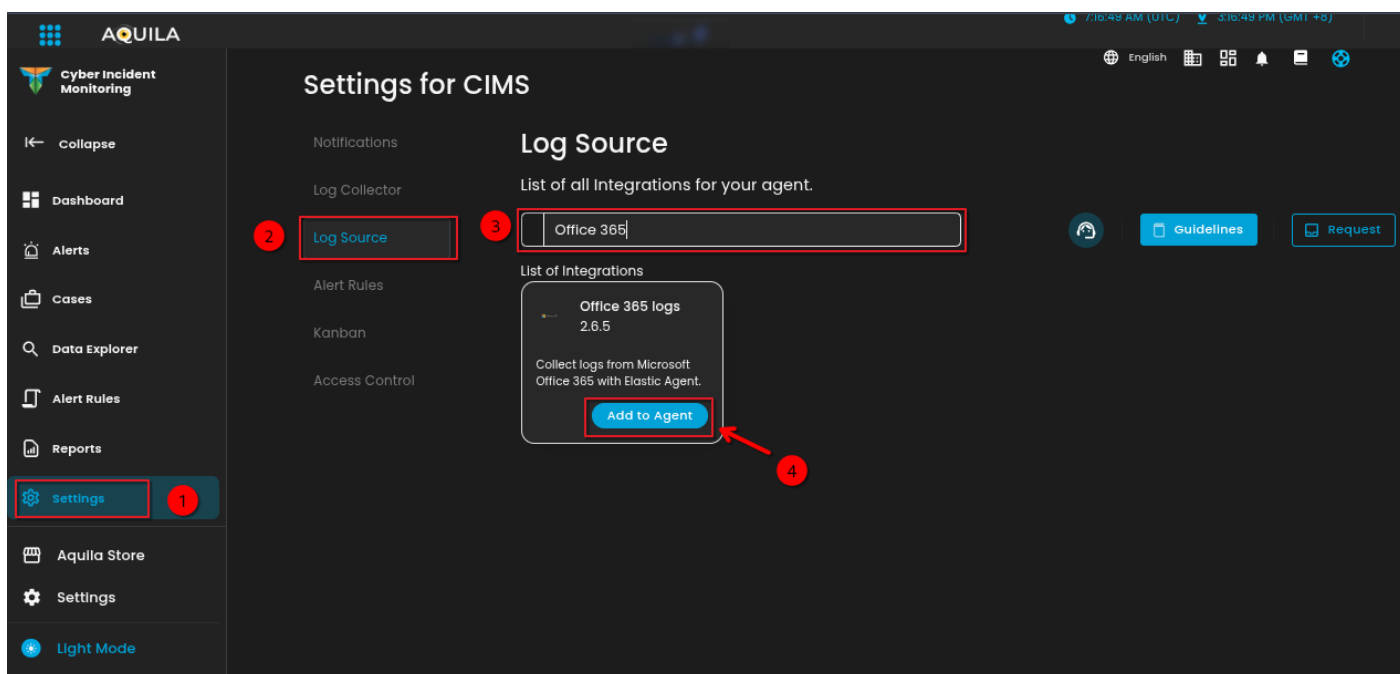 AQUILA
7:16:49 AM (UTC) 3:16:49 PM (GMT +8)
English
Cyber Incident
Monitoring
Collapse
Dashboard
Alerts
Cases
Data Explorer
Alert Rules
Reports
Settings
1
Aquila Store
Settings
Light Mode
Settings for CIMS
Notifications
Log Collector
2
Log Source
Alert Rules
Kanban
Access Control
Log Source
List of all Integrations for your agent.
3
Office 365
Guidelines
Request
List of Integrations
Office 365 logs
2.6.5
Collect logs from Microsoft
Office 365 with Elastic Agent.
Add to Agent
4